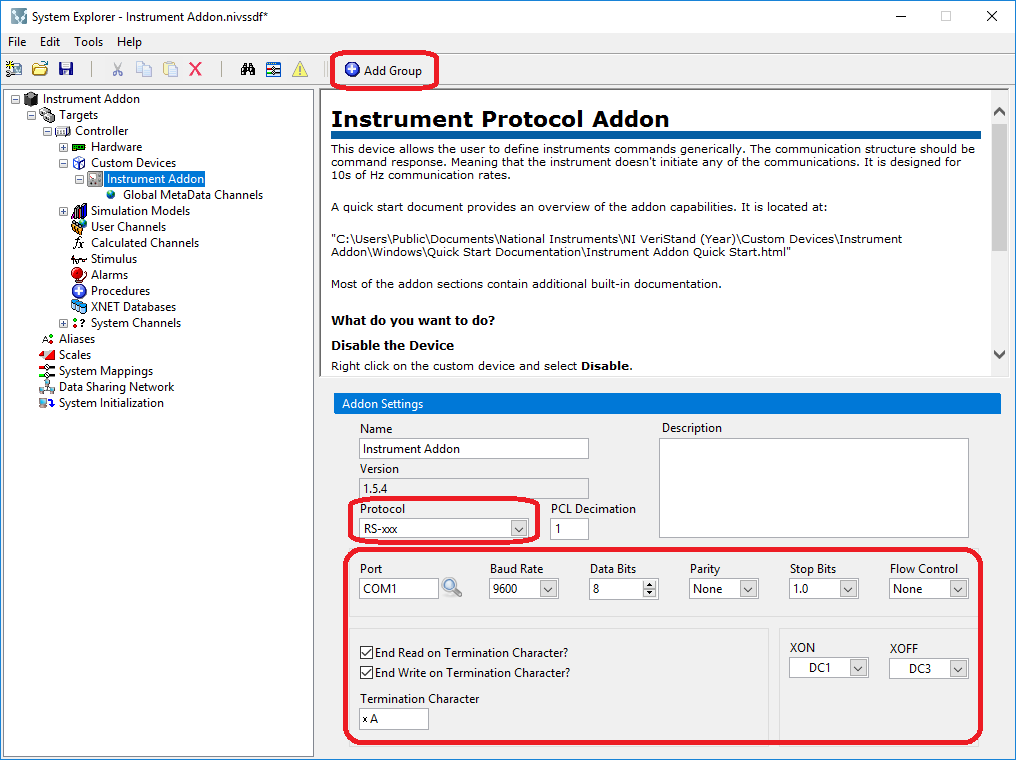 System Explorer - Instrument Addon.nivssdf*
File Edit Tools Help
Add Group
Instrument Addon
Targets
Controller
Hardware
Custom Devices
Instrument Addon
Global MetaData Channels
Simulation Models
User Channels
Calculated Channels
Stimulus
Alarms
Procedures
XNET Databases
System Channels
Aliases
Scales
System Mappings
Data Sharing Network
System Initialization
Instrument Protocol Addon
This device allows the user to define instruments commands generically. The communication structure should be
command response. Meaning that the instrument doesn't initiate any of the communications. It is designed for
10s of Hz communication rates.
A quick start document provides an overview of the addon capabilities. It is located at:
"C:\Users\Public\Documents\National Instruments\NI VeriStand (Year)\Custom Devices\Instrument
Addon\Windows\Quick Start Documentation\Instrument Addon Quick Start.html"
Most of the addon sections contain additional built-in documentation.
What do you want to do?
Disable the Device
Right click on the custom device and select Disable.
Addon Settings
Name
Instrument Addon
Version
1.5.4
Description
Protocol
RS-xxx
PCL Decimation
1
Port Baud Rate Data Bits Parity Stop Bits Flow Control
COM1 9600 8 None 1.0 None
End Read on Termination Character?
End Write on Termination Character?
Termination Character
x A
XON XOFF
DC1 DC3